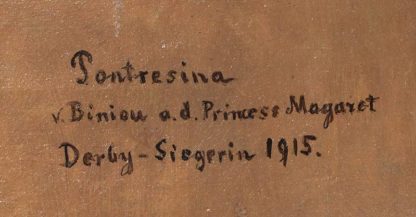 Pontresina
v. Biniou a.d. Princess Magaret
Derby-Siegerin 1915.